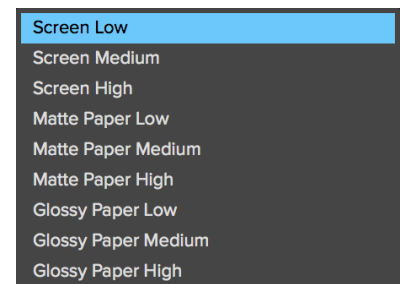 Screen Low
Screen Medium
Screen High
Matte Paper Low
Matte Paper Medium
Matte Paper High
Glossy Paper Low
Glossy Paper Medium
Glossy Paper High